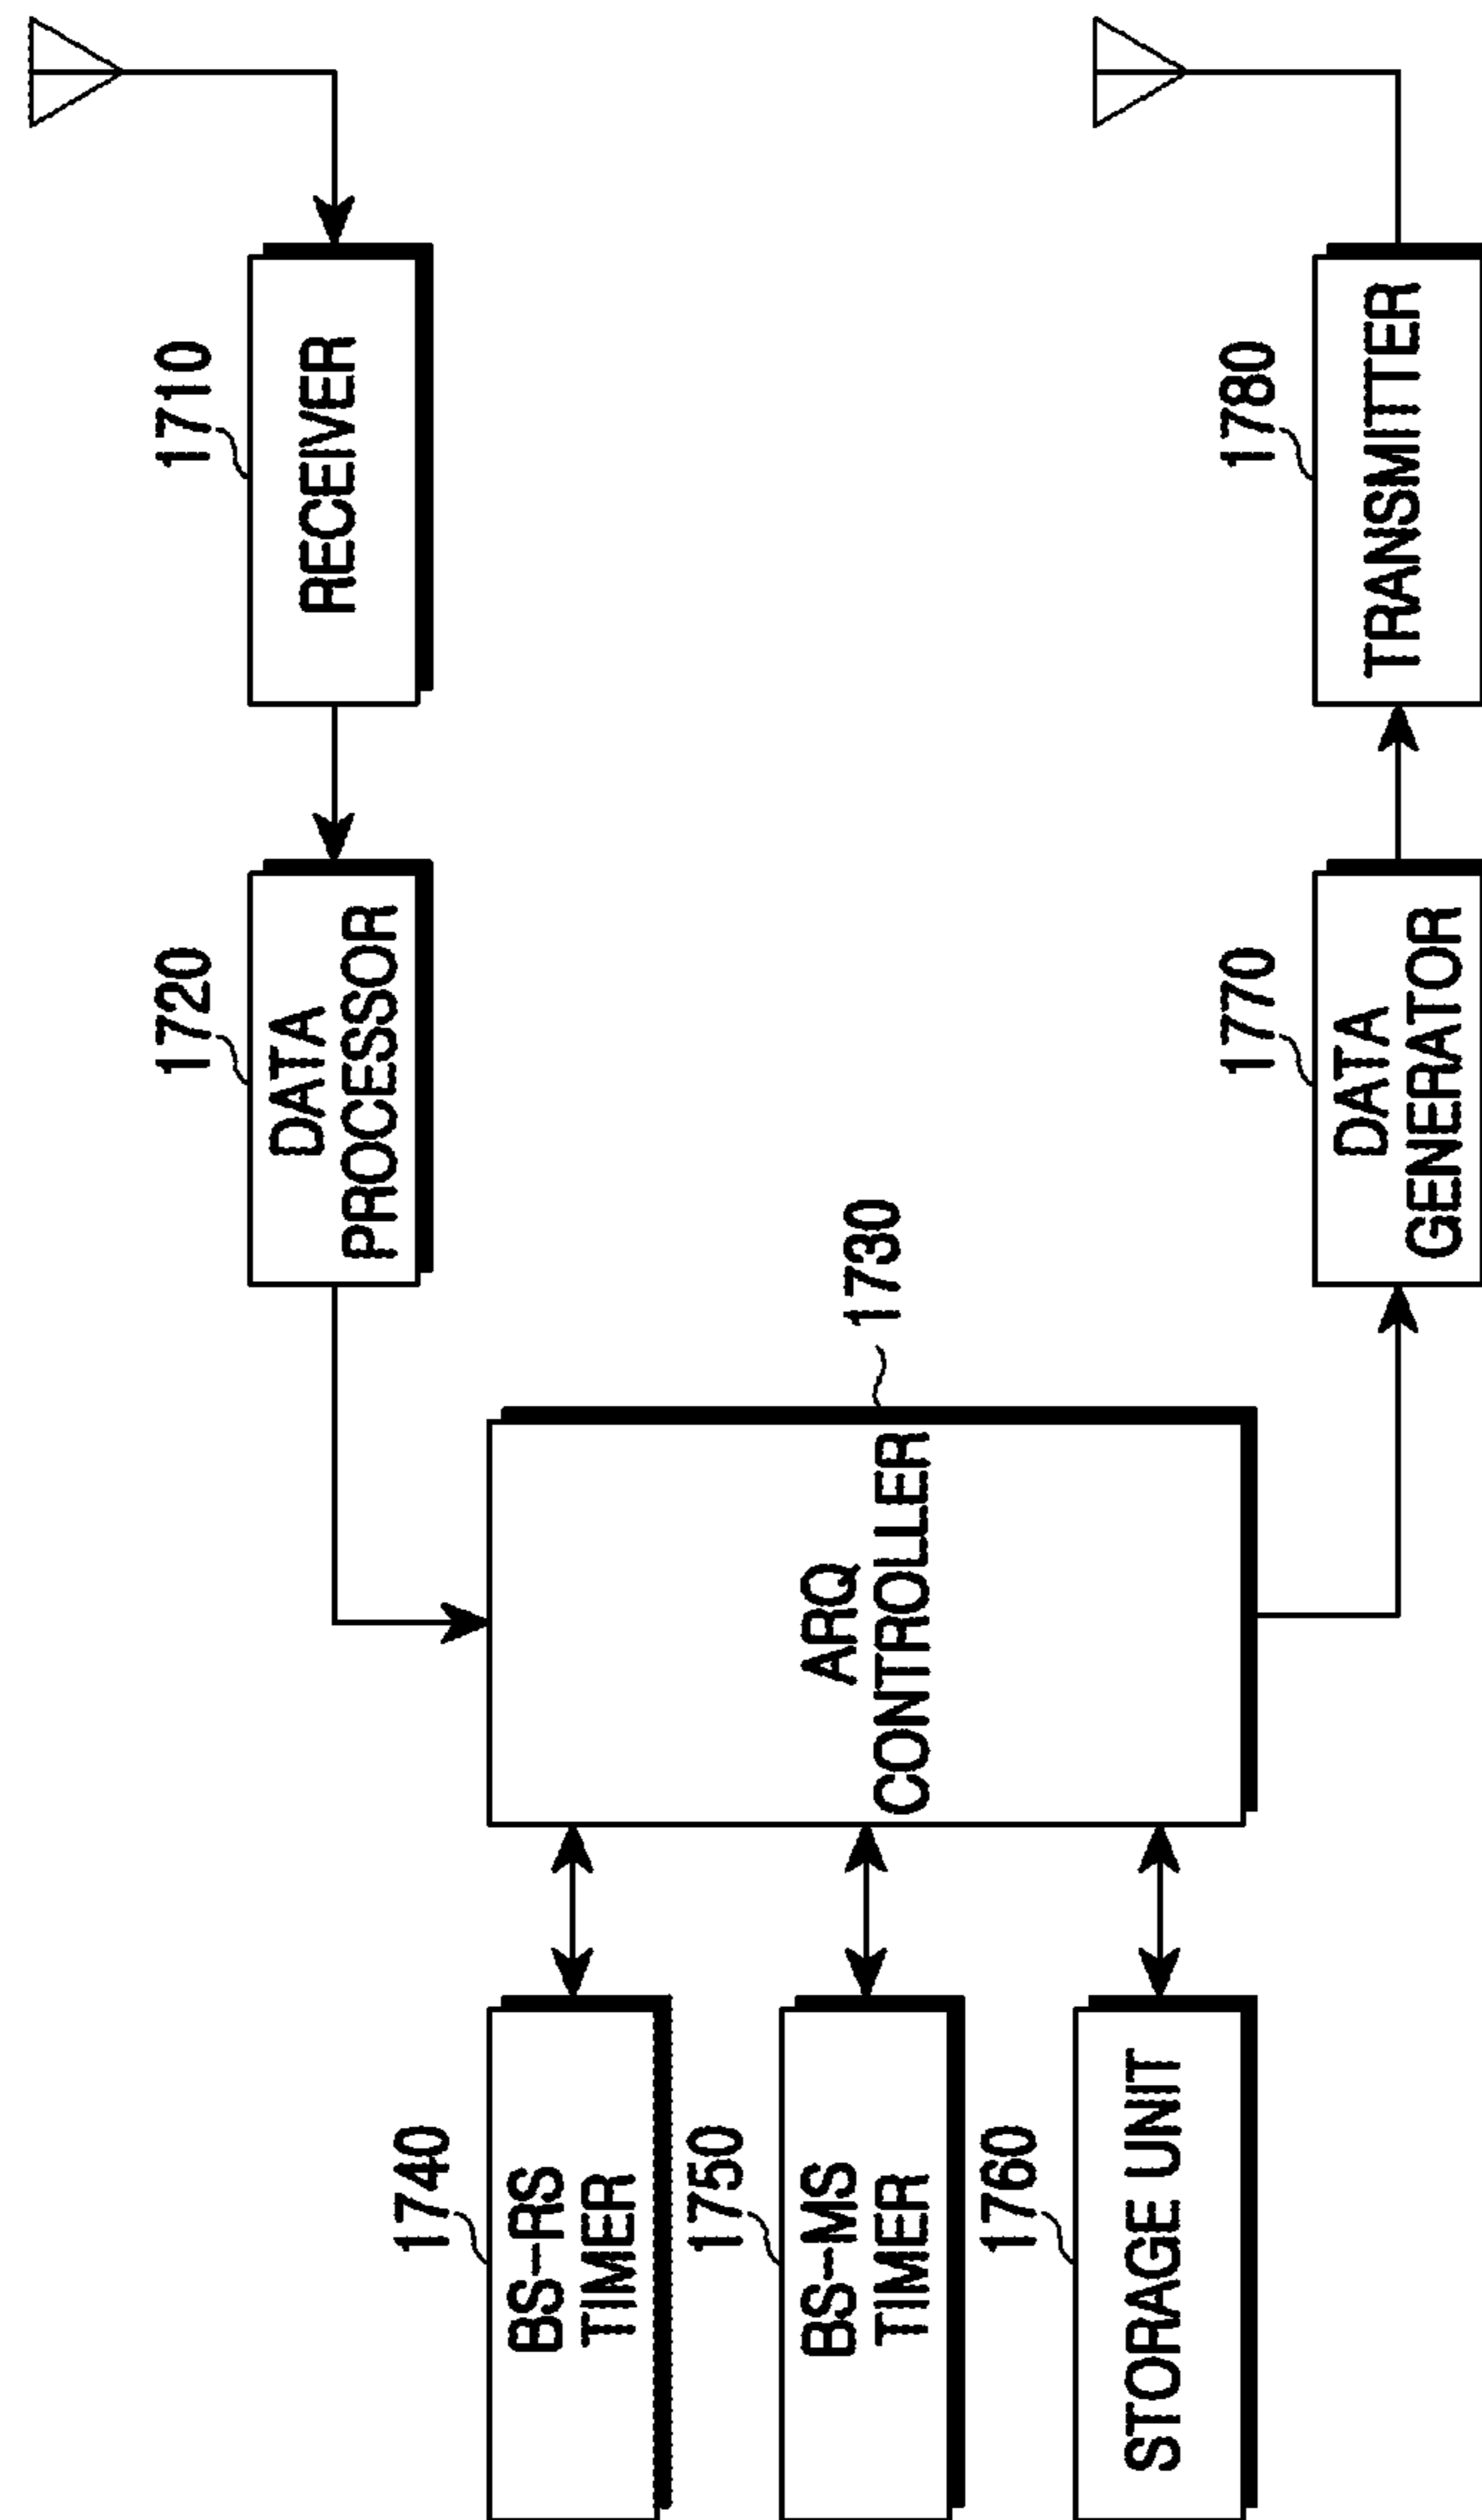 1710
RECEIVER
1720
DATA
PROCESSOR
1730
ARQ
CONTROLLER
1740
BS-RS
TIMER
1750
BS-MS
TIMER
1760
STORAGE UNIT
1770
DATA
GENERATOR
1780
TRANSMITTER